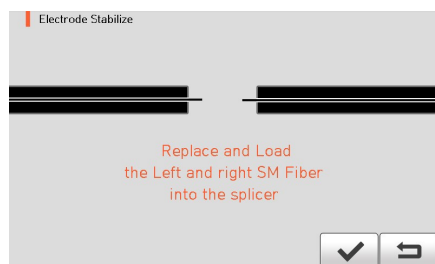 Electrode Stabilize
Replace and Load
the Left and right SM Fiber
into the splicer